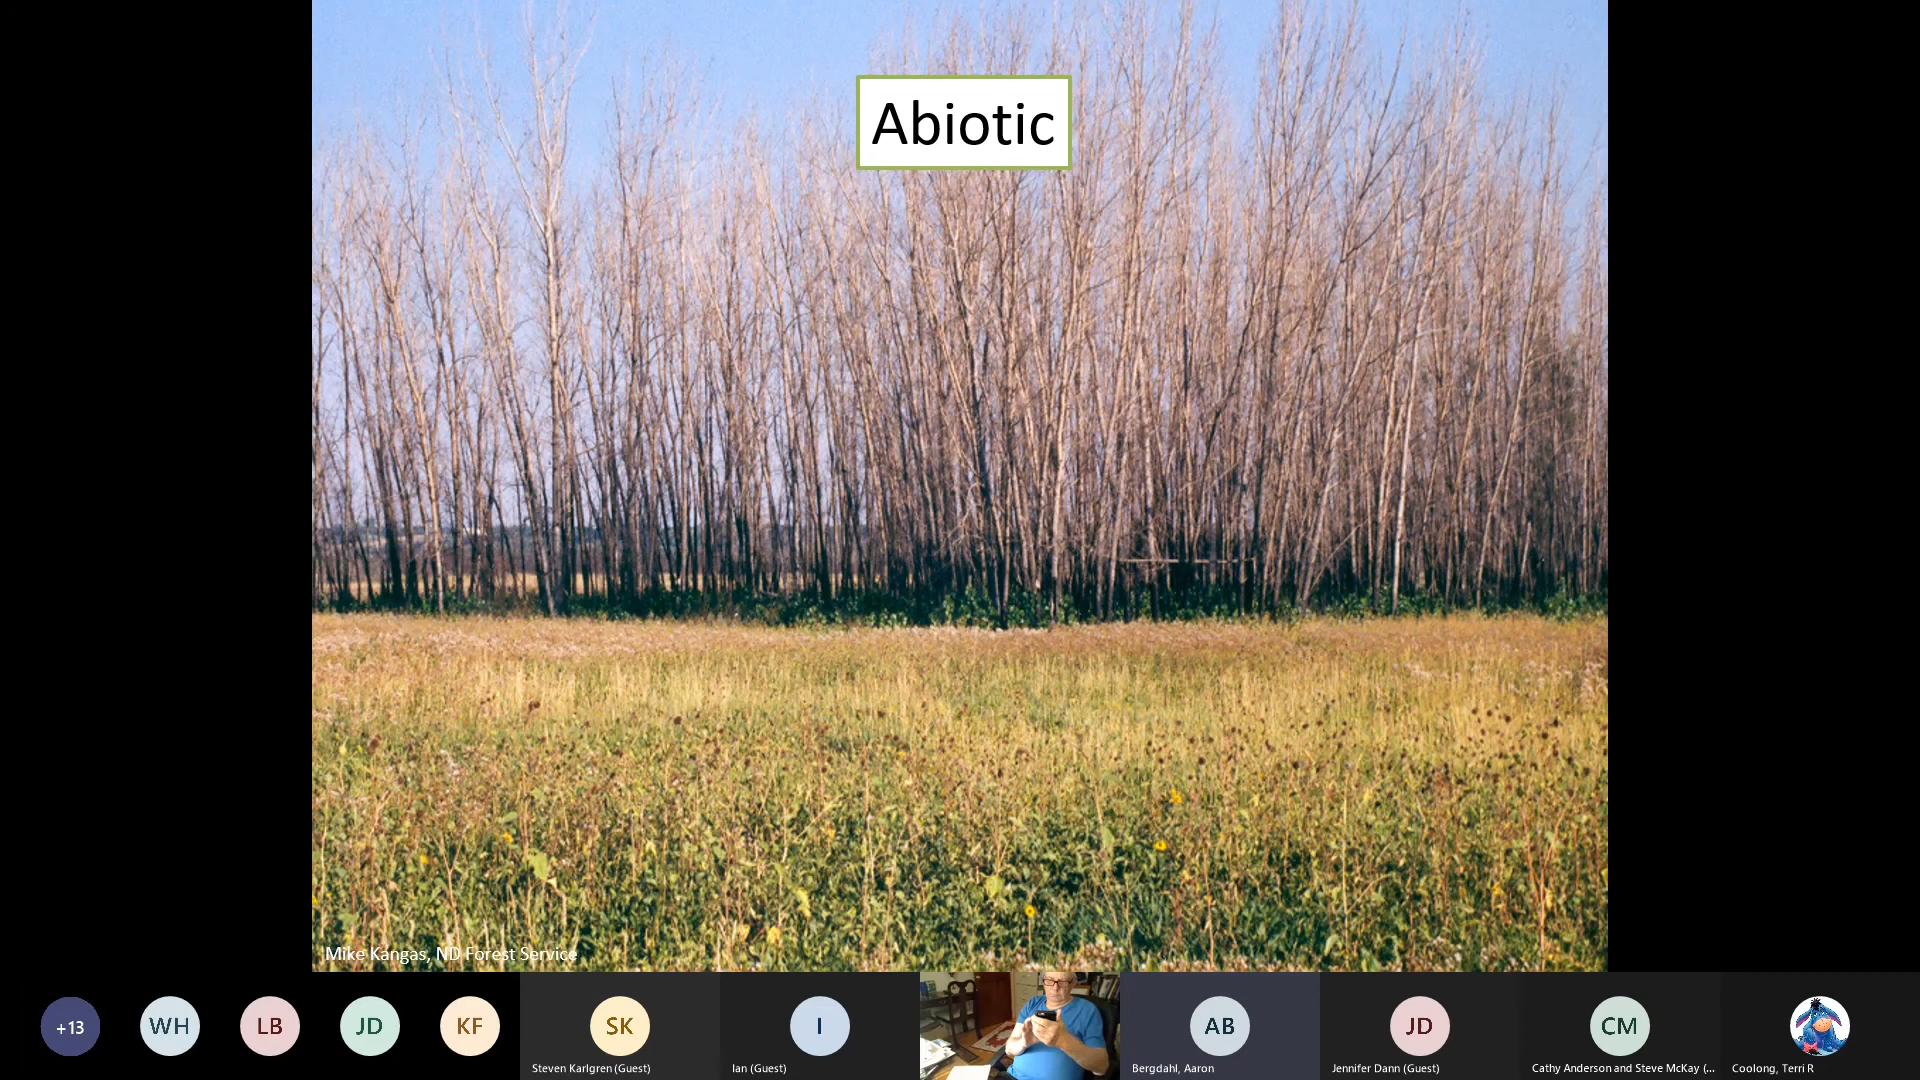 Abiotic
Mike Kangas, ND Forest Service
+13
WH
LB
JD
KF
SK
I
AB
JD
CM
Steven Karlgren (Guest)
Ian (Guest)
Bergdahl, Aaron
Jennifer Dann (Guest)
Cathy Anderson and Steve McKay (...
Coolong, Terri R